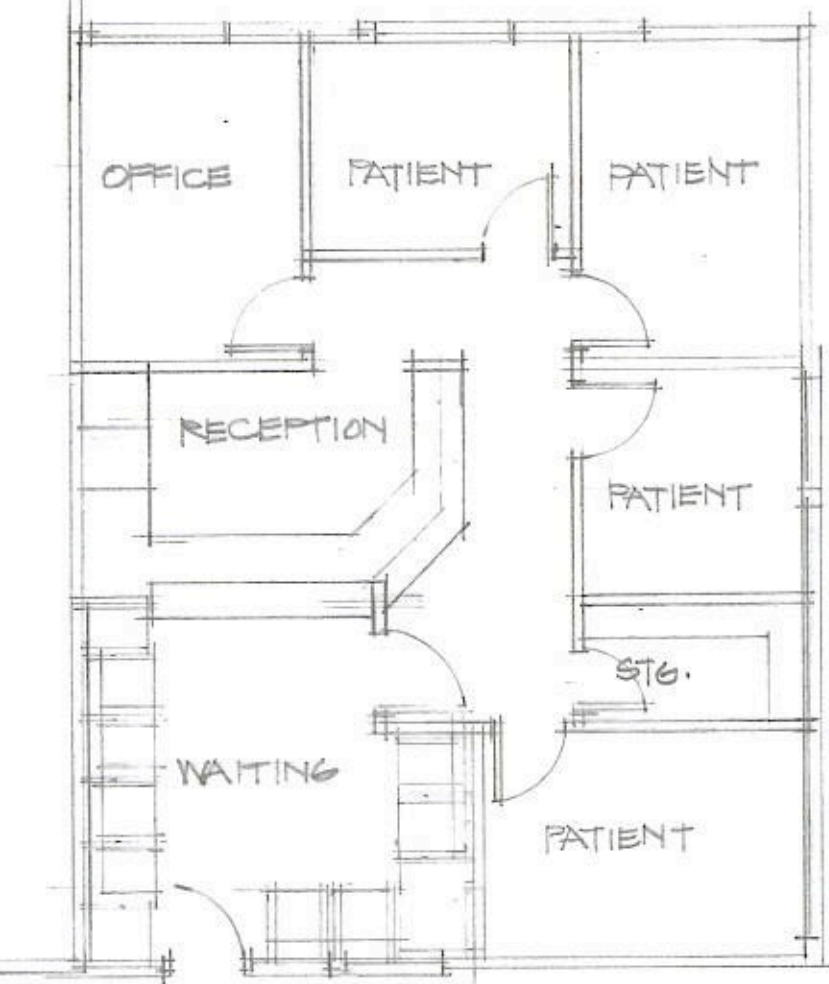 OFFICE
PATIENT
PATIENT
RECEPTION
PATIENT
STG.
WAITING
PATIENT